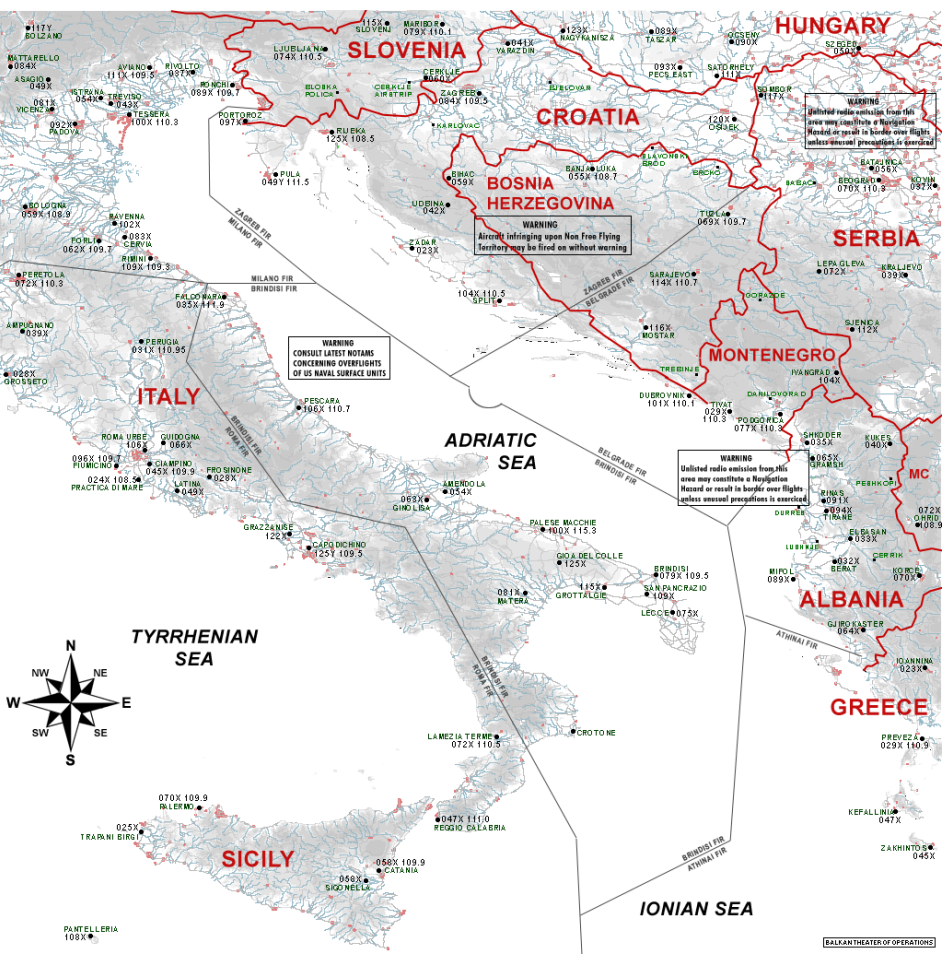 117Y
BOLZANO
MATTARELLO
084X
ASAGIO
049X
AVIANO
111X 109.5
RIVOLTO
037X
ISTRANA
054X
TREVISO
043X
081X
VICENZA
092X
PADOVA
TESSERA
100X 110.3
RONCHI
089X 109.7
PORTOROZ
097X
115X
SLOVENJ
MARIBOR
079X 110.1
LJUBLJANA
074X 110.5
SLOVENIA
CERKLJE
060X
CERKLJE
AIRSTRIP
ZAGREB
084X 109.5
041X
VARAZDIN
123X
NAGYKANISZA
089X
TASZAR
OCSENY
090X
HUNGARY
SZEGED
050X
093X
PECS EAST
SATORHELY
111X
SOMBOR
117X
BJELOVAR
CROATIA
120X
OSIJEK
WARNING
Unlisted radio emission from this
area may constitute a Navigation
Hazard or result in border over flights
unless unusual precautions is exercised
RIJEKA
125X 108.5
KARLOVAC
PULA
049Y 111.5
BIHAC
059X
UDBINA
042X
BOSNIA
HERZEGOVINA
BANJA LUKA
108.7
SLAVONSKI
BROD
BRCKO
BATAJNICA
056X
BEOGRAD
070X 110.3
KOVIN
037X
TUZLA
069X 109.7
WARNING
Aircraft infringing upon Non Free Flying
Territory may be fired on without warning
SERBIA
BOLOGNA
059X 108.9
RAVENNA
102X
083X
CERVIA
FORLI
062X 109.7
RIMINI
109X 109.3
ZAGREB FIR
MILANO FIR
ZADAR
023X
MILANO FIR
BRINDISI FIR
PERETOLA
072X 110.3
FALCONARA
035X 111.9
104X 110.5
SPLIT
ZAGREB FIR
BELGRADE FIR
SARAJEVO
114X 110.7
GORAZDE
LEPA GLEVA
072X
KRALJEVO
039X
SJENICA
112X
AMPUGNANO
039X
PERUGIA
031X 110.95
WARNING
CONSULT LATEST NOTAMS
CONCERNING OVERFLIGHTS
OF US NAVAL SURFACE UNITS
116X
MOSTAR
TREBINJE
MONTENEGRO
IVANGRAD
104X
028X
GROSSETO
ITALY
PESCARA
106X 110.7
DUBROVNIK
101X 110.1
TIVAT
029X
110.3
DANILOVGRAD
PODGORICA
077X 110.3
BRINDISI FIR
ROMA FIR
ADRIATIC
SEA
ROMA URBE
106X
GUIDOGNA
066X
096X 109.7
FIUMICINO
CIAMPINO
045X 109.9
024X 108.5
PRACTICA DI MARE
FROSINONE
028X
LATINA
049X
BELGRADE FIR
BRINDISI FIR
WARNING
Unlisted radio emission from this
area may constitute a Navigation
Hazard or result in border over flights
unless unusual precautions is exercised
SHKODER
035X
KUKES
040X
065X
GRAMSH
PESHKOPI
MC
RINAS
091X
094X
TIRANE
072X
OHRID
108.9
ELBASAN
033X
032X
BERAT
CERRIK
KORCE
070X
MIFOL
089X
ALBANIA
GJIROKASTER
064X
AMENDOLA
054X
063X
GINOLISA
PALESE MACCHIE
100X 115.3
GRAZZANISE
122X
CAPODICHINO
125Y 109.5
GIOA DEL COLLE
125X
115X
GROTTALGIE
BRINDISI
079X 109.5
SAN PANCRAZIO
109X
LECCE
075X
081X
MATERA
ATHINAI FIR
TYRRHENIAN
SEA
N
NW
NE
W
E
SW
SE
S
BRINDISI FIR
ROMA FIR
IOANNINA
023X
GREECE
PREVEZA
029X 110.9
LAMEZIA TERME
072X 110.5
CROTONE
070X 109.9
PALERMO
025X
TRAPANI BIRGI
047X 111.0
REGGIO CALABRIA
KEFALLINIA
047X
ZAKHINTOS
045X
BRINDISI FIR
ATHINAI FIR
SICILY
058X 109.9
CATANIA
058X
SIGONELLA
PANTELLERIA
108X
IONIAN SEA
BALKAN THEATER OF OPERATIONS